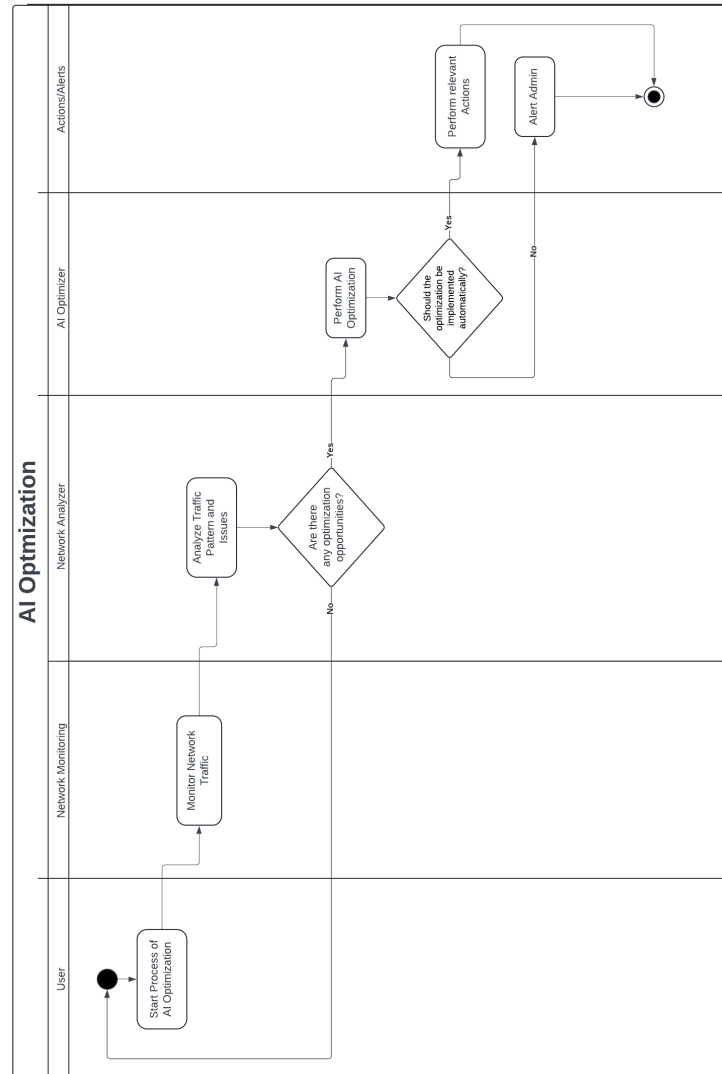 AI Optmization
User
Network Monitoring
Network Analyzer
AI Optimizer
Actions/Alerts
Start Process of
AI Optimization
Monitor Network
Traffic
Analyze Traffic
Pattern and
Issues
Are there
any optimization
opportunities?
No
Yes
Perform AI
Optimization
Should the
optimization be
implemented
automatically?
Yes
No
Perform relevant
Actions
Alert Admin